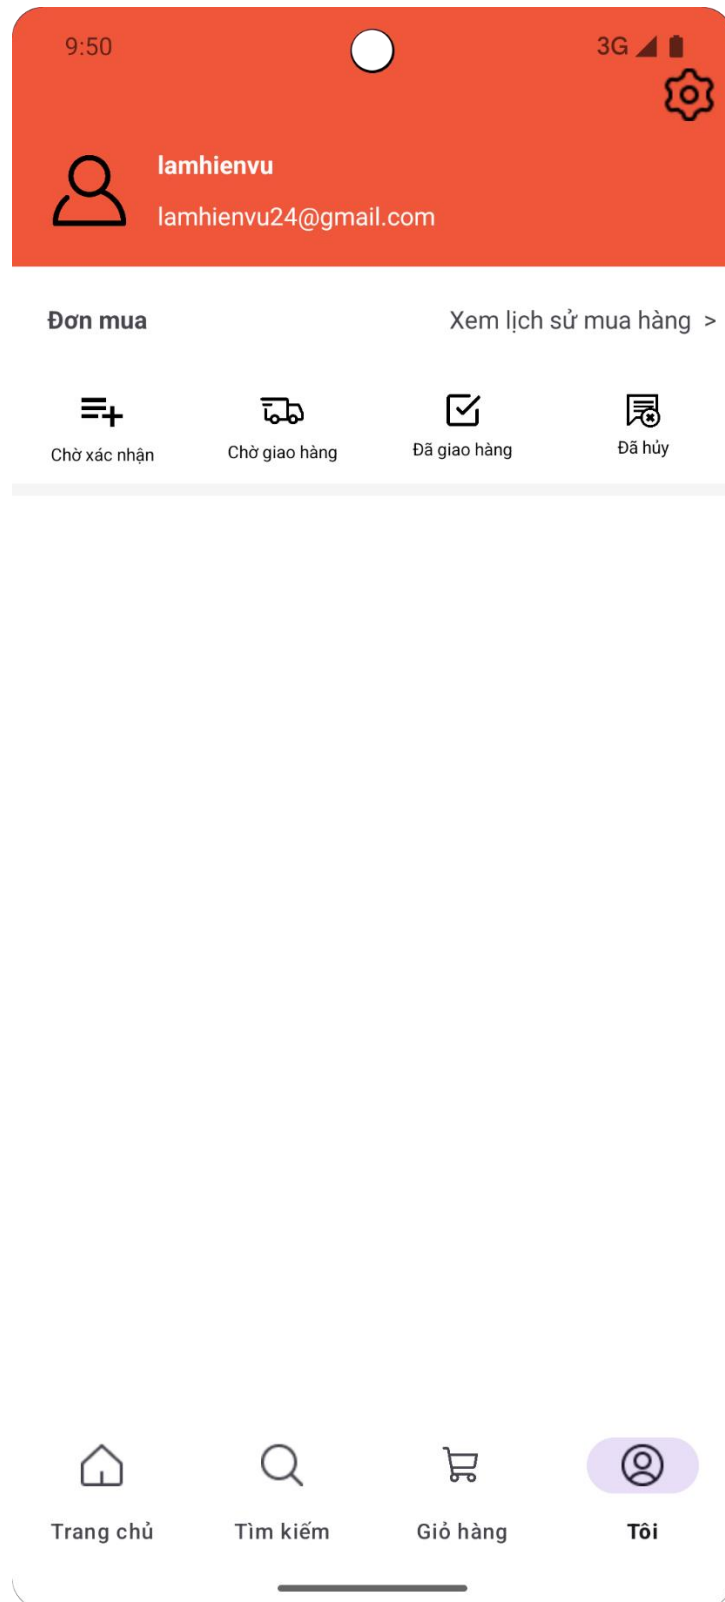 9:50 3G
lamhienvu
lamhienvu24@gmail.com
Đơn mua Xem lịch sử mua hàng >
Chờ xác nhận Chờ giao hàng Đã giao hàng Đã hủy
Trang chủ Tìm kiếm Giỏ hàng Tôi